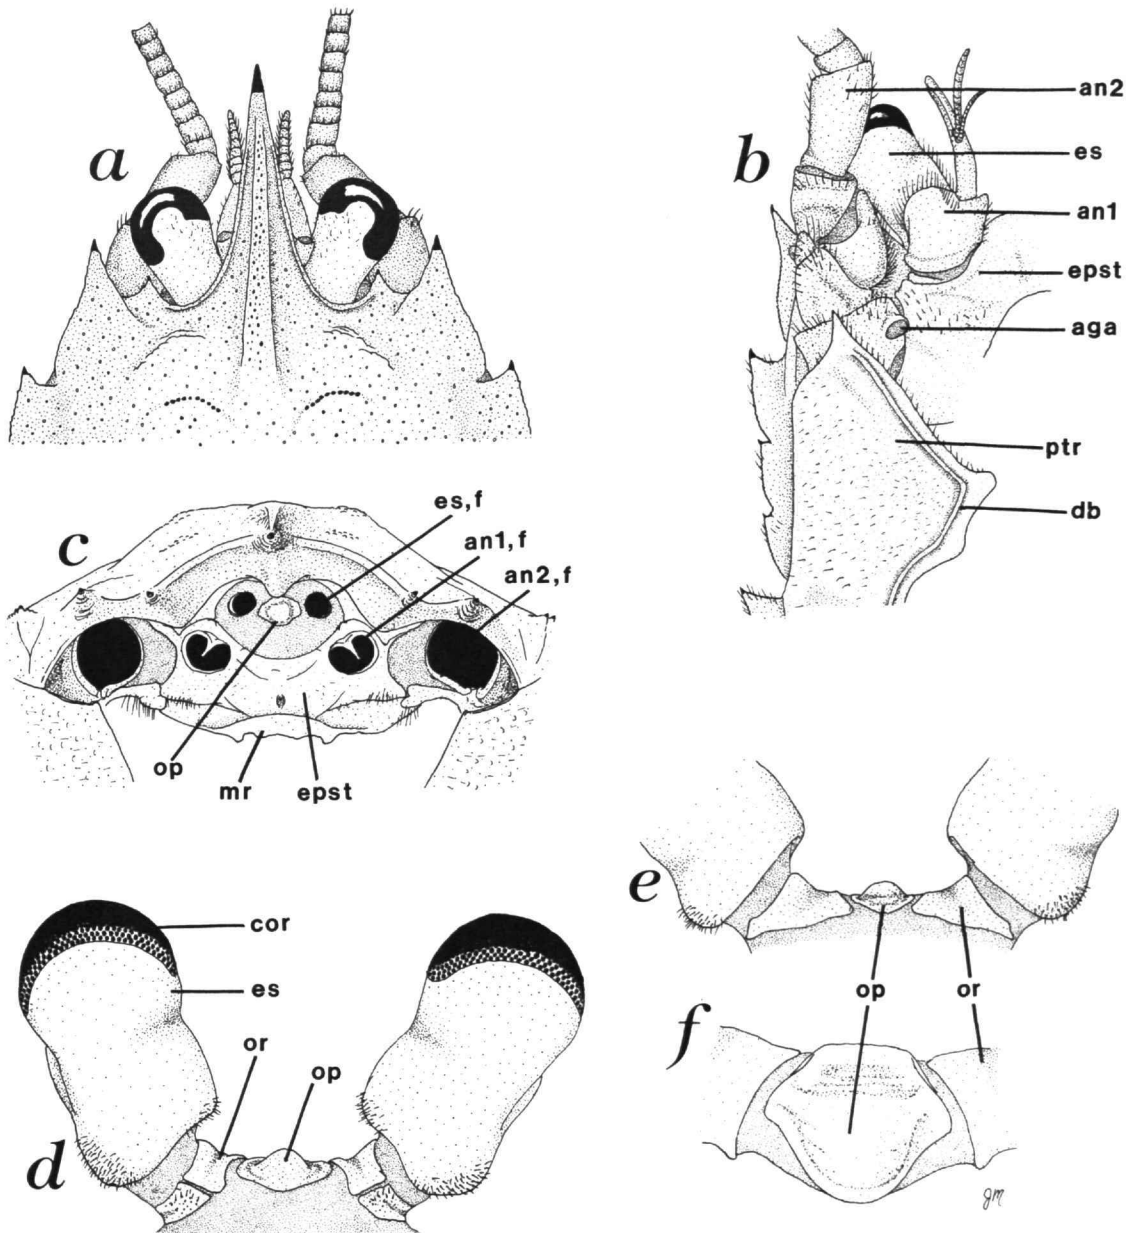 a
b
an2
es
an1
epst
aga
ptr
db
c
es,f
an1,f
an2,f
op
mr
epst
d
cor
es
or
op
e
op
or
f
JM